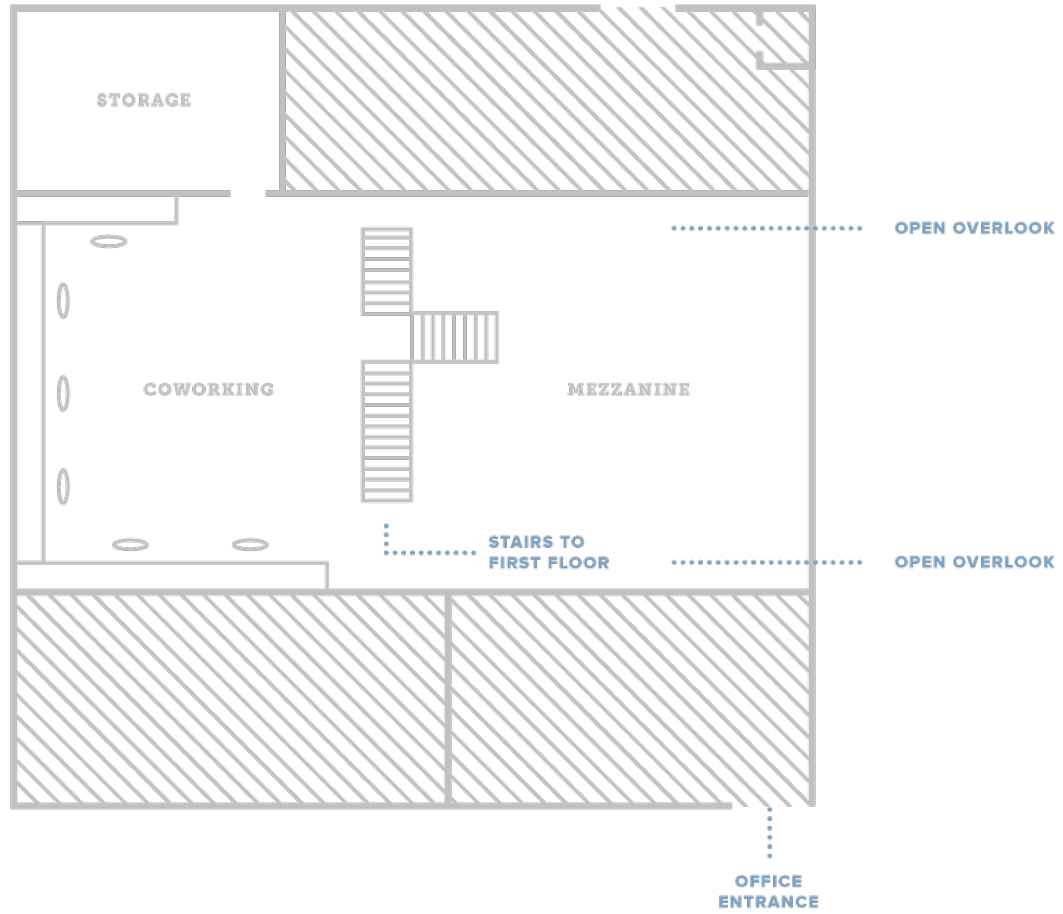 STORAGE
OPEN OVERLOOK
COWORKING
MEZZANINE
STAIRS TO
FIRST FLOOR
OPEN OVERLOOK
OFFICE
ENTRANCE